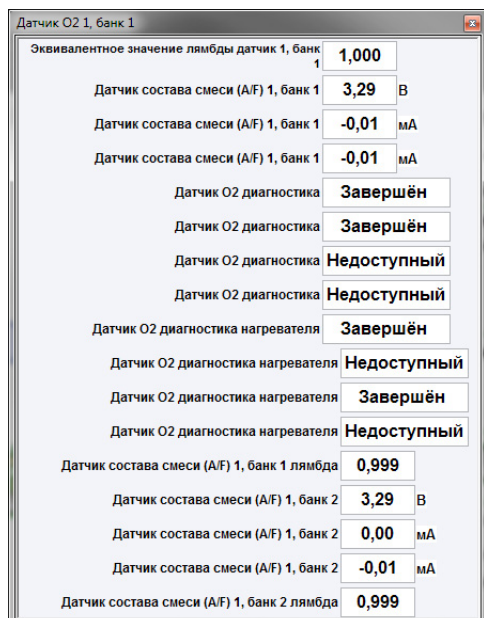 Датчик O2 1, банк 1
Эквивалентное значение лямбды датчик 1, банк
1 1,000
Датчик состава смеси (A/F) 1, банк 1 3,29 В
Датчик состава смеси (A/F) 1, банк 1 -0,01 мА
Датчик состава смеси (A/F) 1, банк 1 -0,01 мА
Датчик O2 диагностика Завершён
Датчик O2 диагностика Завершён
Датчик O2 диагностика Недоступный
Датчик O2 диагностика Недоступный
Датчик O2 диагностика нагревателя Завершён
Датчик O2 диагностика нагревателя Недоступный
Датчик O2 диагностика нагревателя Завершён
Датчик O2 диагностика нагревателя Недоступный
Датчик состава смеси (A/F) 1, банк 1 лямбда 0,999
Датчик состава смеси (A/F) 1, банк 2 3,29 В
Датчик состава смеси (A/F) 1, банк 2 0,00 мА
Датчик состава смеси (A/F) 1, банк 2 -0,01 мА
Датчик состава смеси (A/F) 1, банк 2 лямбда 0,999